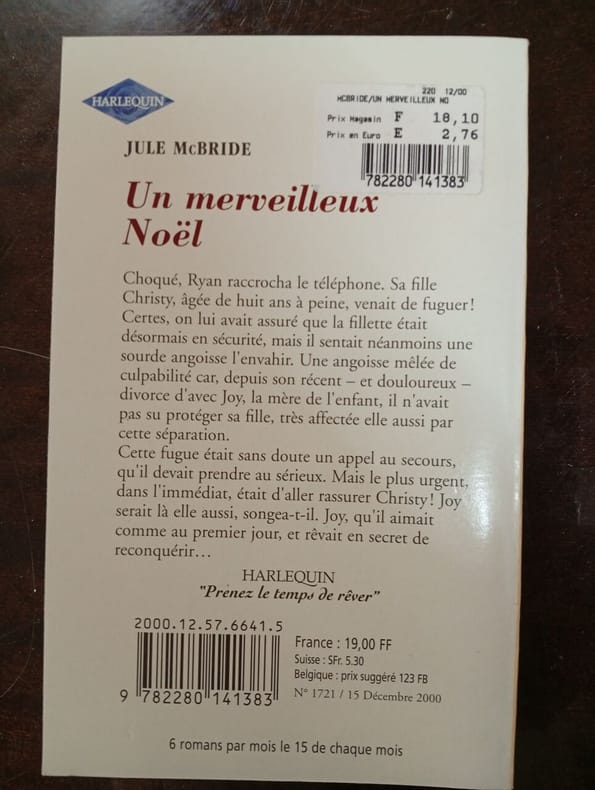 HARLEQUIN
220 12/00
MCBRIDE/UN MERVEILLEUX NO
Prix Magasin F 18,10
Prix en Euro E 2,76
782280 141383
JULE McBRIDE
Un merveilleux
Noël
Choqué, Ryan raccrocha le téléphone. Sa fille
Christy, âgée de huit ans à peine, venait de fuguer !
Certes, on lui avait assuré que la fillette était
désormais en sécurité, mais il sentait néanmoins une
sourde angoisse l'envahir. Une angoisse mêlée de
culpabilité car, depuis son récent – et douloureux –
divorce d'avec Joy, la mère de l'enfant, il n'avait
pas su protéger sa fille, très affectée elle aussi par
cette séparation.
Cette fugue était sans doute un appel au secours,
qu'il devait prendre au sérieux. Mais le plus urgent,
dans l'immédiat, était d'aller rassurer Christy ! Joy
serait là elle aussi, songea-t-il. Joy, qu'il aimait
comme au premier jour, et rêvait en secret de
reconquérir…
HARLEQUIN
"Prenez le temps de rêver"
2000.12.57.6641.5
9 782280 141383
France : 19,00 FF
Suisse : SFr. 5.30
Belgique : prix suggéré 123 FB
N° 1721 / 15 Décembre 2000
6 romans par mois le 15 de chaque mois